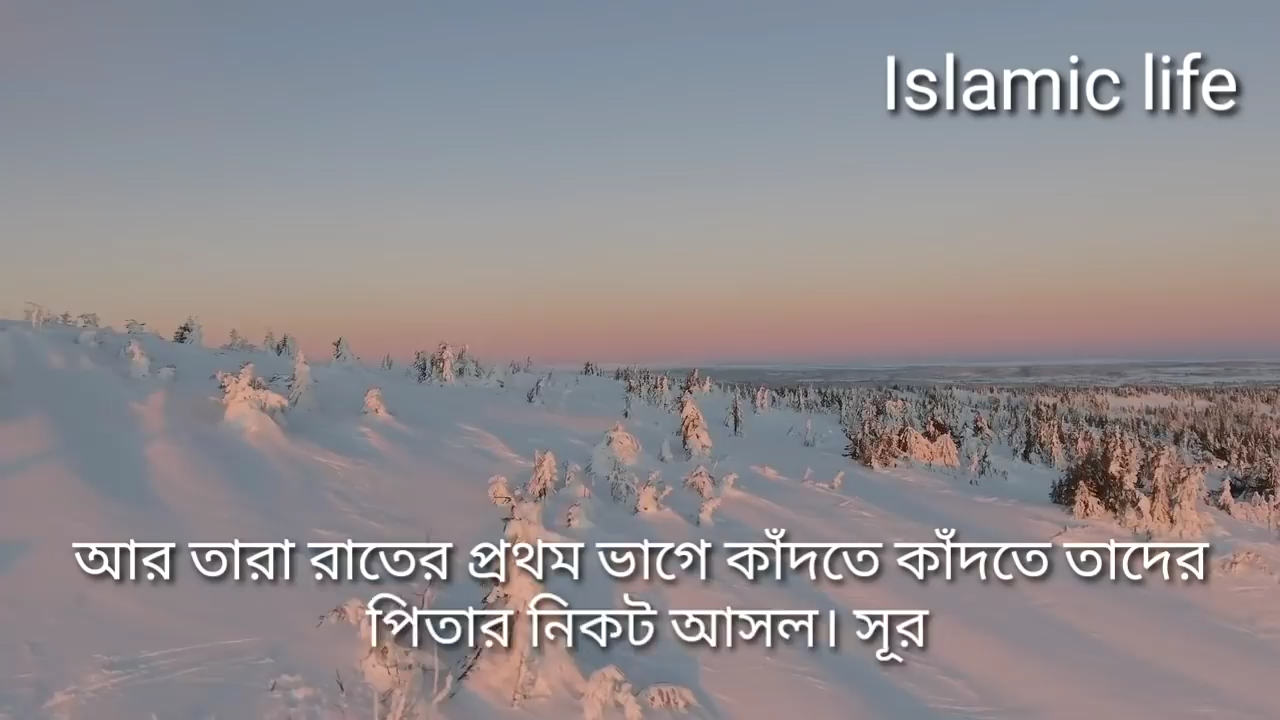 Islamic life
আর তারা রাতের প্রথম ভাগে কাঁদতে কাঁদতে তাদের
পিতার নিকট আসল। সূর